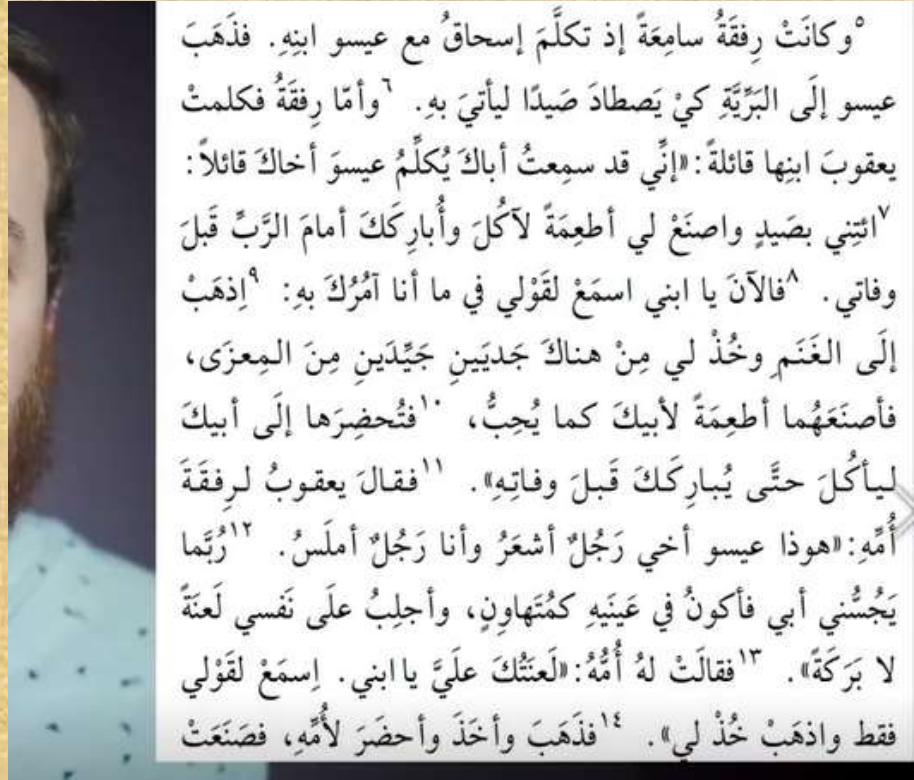 °وكانَتْ رِفقَةُ سامِعَةً إذ تكلَّمَ إسحاقُ مع عيسو ابنِهِ. فذَهَبَ
عيسو إلَى البَرِّيَّةِ كيْ يَصطادَ صَيدًا ليأتيَ بهِ. ٦وأمّا رِفقَةُ فكلمتْ
يعقوبَ ابنِها قائلةً: «إنِّي قد سمِعتُ أباكَ يُكلِّمُ عيسوَ أخاكَ قائلاً:
٧ائتِني بصَيدٍ واصنَعْ لي أطعِمَةً لآكُلَ وأُبارِكَكَ أمامَ الرَّبِّ قَبلَ
وفاتي. ٨فالآنَ يا ابني اسمَعْ لقَوْلي في ما أنا آمُرُكَ بهِ: ٩اِذهَبْ
إلَى الغَنَمِ وخُذْ لي مِنْ هناكَ جَديَينِ جَيِّدَينِ مِنَ المِعزَى،
فأصنَعَهُما أطعِمَةً لأبيكَ كما يُحِبُّ، ١٠فتُحضِرَها إلَى أبيكَ
ليأكُلَ حتَّى يُبارِكَكَ قَبلَ وفاتِهِ». ١١فقالَ يعقوبُ لرِفقَةَ
أُمِّهِ: «هوذا عيسو أخي رَجُلٌ أشعَرُ وأنا رَجُلٌ أملَسُ. ١٢رُبَّما
يَجُسُّني أبي فأكونُ في عَينَيهِ كمُتَهاوِنٍ، وأجلِبُ علَى نَفسي لَعنَةً
لا بَرَكَةً». ١٣فقالَتْ لهُ أُمُّهُ: «لَعنَتُكَ علَيَّ يا ابني. اِسمَعْ لقَوْلي
فقط واذهَبْ خُذْ لي». ١٤فذَهَبَ وأخَذَ وأحضَرَ لأُمِّهِ، فصَنَعَتْ